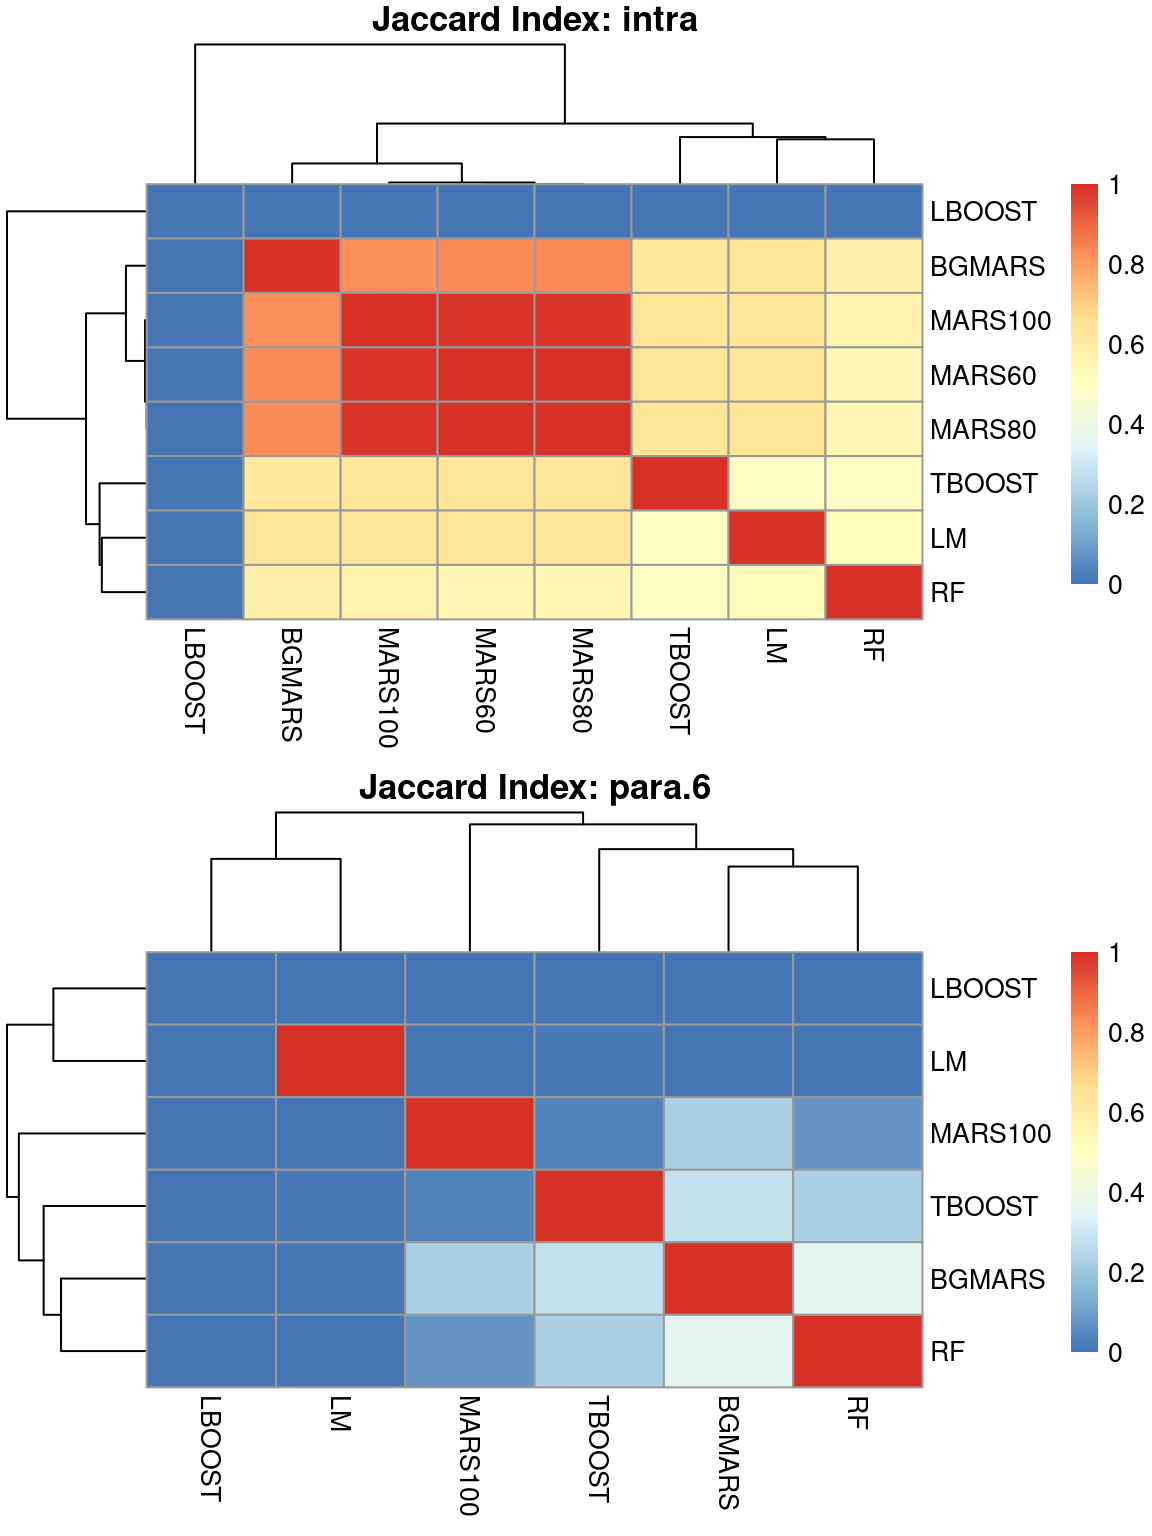 Jaccard Index: intra
1
0.8
0.6
0.4
0.2
0
LBOOST
BGMARS
MARS100
MARS60
MARS80
TBOOST
LM
RF
LBOOST
BGMARS
MARS100
MARS60
MARS80
TBOOST
LM
RF
Jaccard Index: para.6
1
0.8
0.6
0.4
0.2
0
LBOOST
LM
MARS100
TBOOST
BGMARS
RF
LBOOST
LM
MARS100
TBOOST
BGMARS
RF